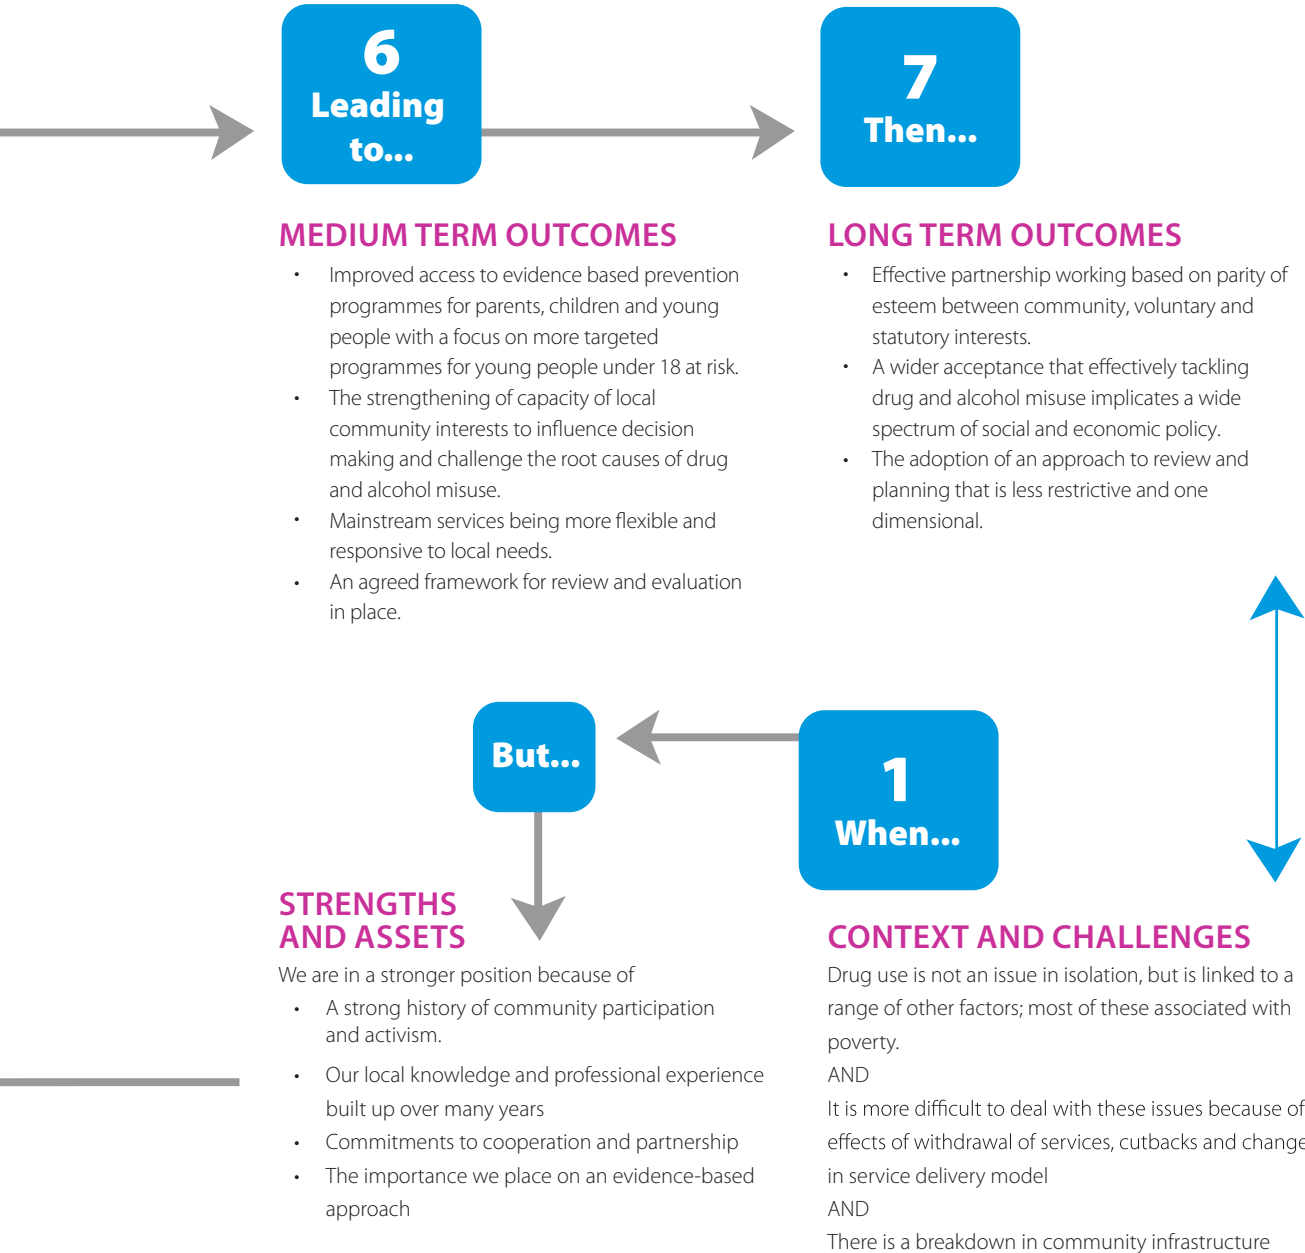 6
Leading
to...
7
Then...
MEDIUM TERM OUTCOMES
• Improved access to evidence based prevention
programmes for parents, children and young
people with a focus on more targeted
programmes for young people under 18 at risk.
• The strengthening of capacity of local
community interests to influence decision
making and challenge the root causes of drug
and alcohol misuse.
• Mainstream services being more flexible and
responsive to local needs.
• An agreed framework for review and evaluation
in place.
LONG TERM OUTCOMES
• Effective partnership working based on parity of
esteem between community, voluntary and
statutory interests.
• A wider acceptance that effectively tackling
drug and alcohol misuse implicates a wide
spectrum of social and economic policy.
• The adoption of an approach to review and
planning that is less restrictive and one
dimensional.
But...
1
When...
STRENGTHS
AND ASSETS
We are in a stronger position because of
• A strong history of community participation
and activism.
• Our local knowledge and professional experience
built up over many years
• Commitments to cooperation and partnership
• The importance we place on an evidence-based
approach
CONTEXT AND CHALLENGES
Drug use is not an issue in isolation, but is linked to a
range of other factors; most of these associated with
poverty.
AND
It is more difficult to deal with these issues because of
effects of withdrawal of services, cutbacks and change
in service delivery model
AND
There is a breakdown in community infrastructure